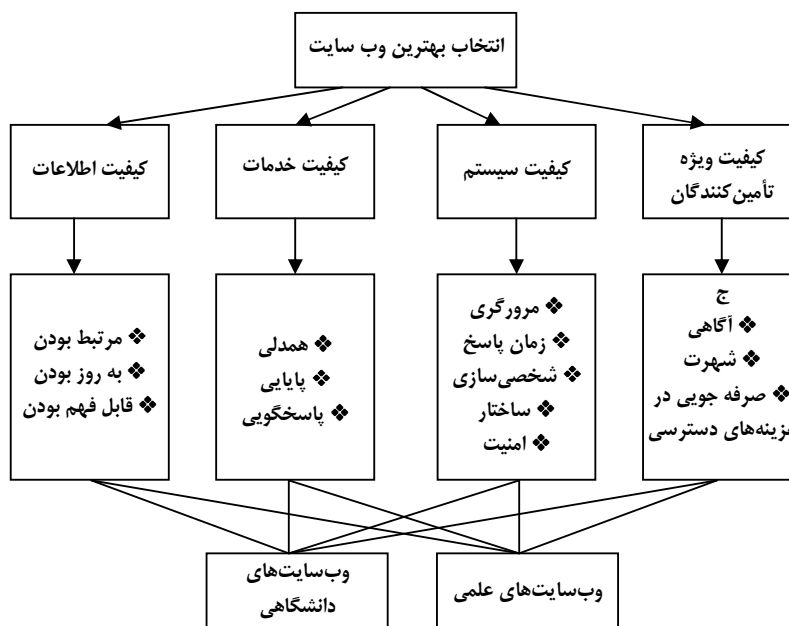 انتخاب بهترین وب سایت
کیفیت ویژه
تأمین‌کنندگان
کیفیت سیستم
کیفیت خدمات
کیفیت اطلاعات
ج
❖ آگاهی
❖ شهرت
❖ صرفه جویی در
هزینه‌های دسترسی
❖ مرورگری
❖ زمان پاسخ
❖ شخصی‌سازی
❖ ساختار
❖ امنیت
❖ همدلی
❖ پایایی
❖ پاسخگویی
❖ مرتبط بودن
❖ به روز بودن
❖ قابل فهم بودن
وب‌سایت‌های علمی
وب‌سایت‌های
دانشگاهی